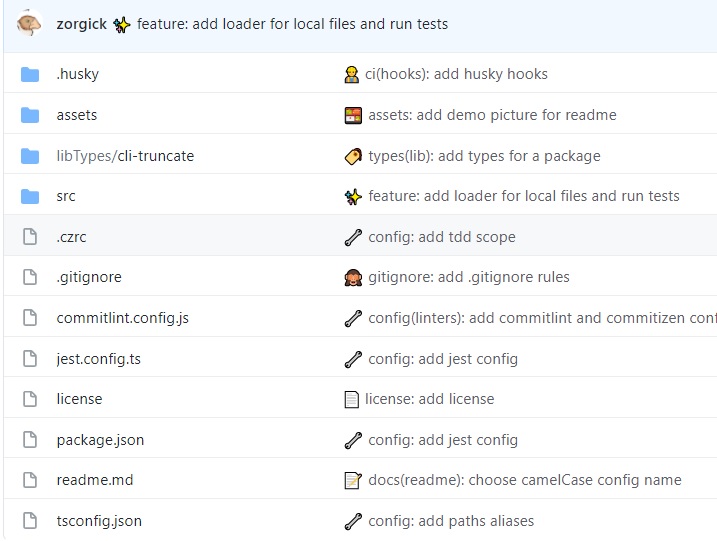 zorgick ✨ feature: add loader for local files and run tests
.husky 👷 ci(hooks): add husky hooks
assets 🍱 assets: add demo picture for readme
libTypes/cli-truncate 🏷️ types(lib): add types for a package
src ✨ feature: add loader for local files and run tests
.czrc 🔧 config: add tdd scope
.gitignore 🙈 gitignore: add .gitignore rules
commitlint.config.js 🔧 config(linters): add commitlint and commitizen conf
jest.config.ts 🔧 config: add jest config
license 📄 license: add license
package.json 🔧 config: add jest config
readme.md 📝 docs(readme): choose camelCase config name
tsconfig.json 🔧 config: add paths aliases